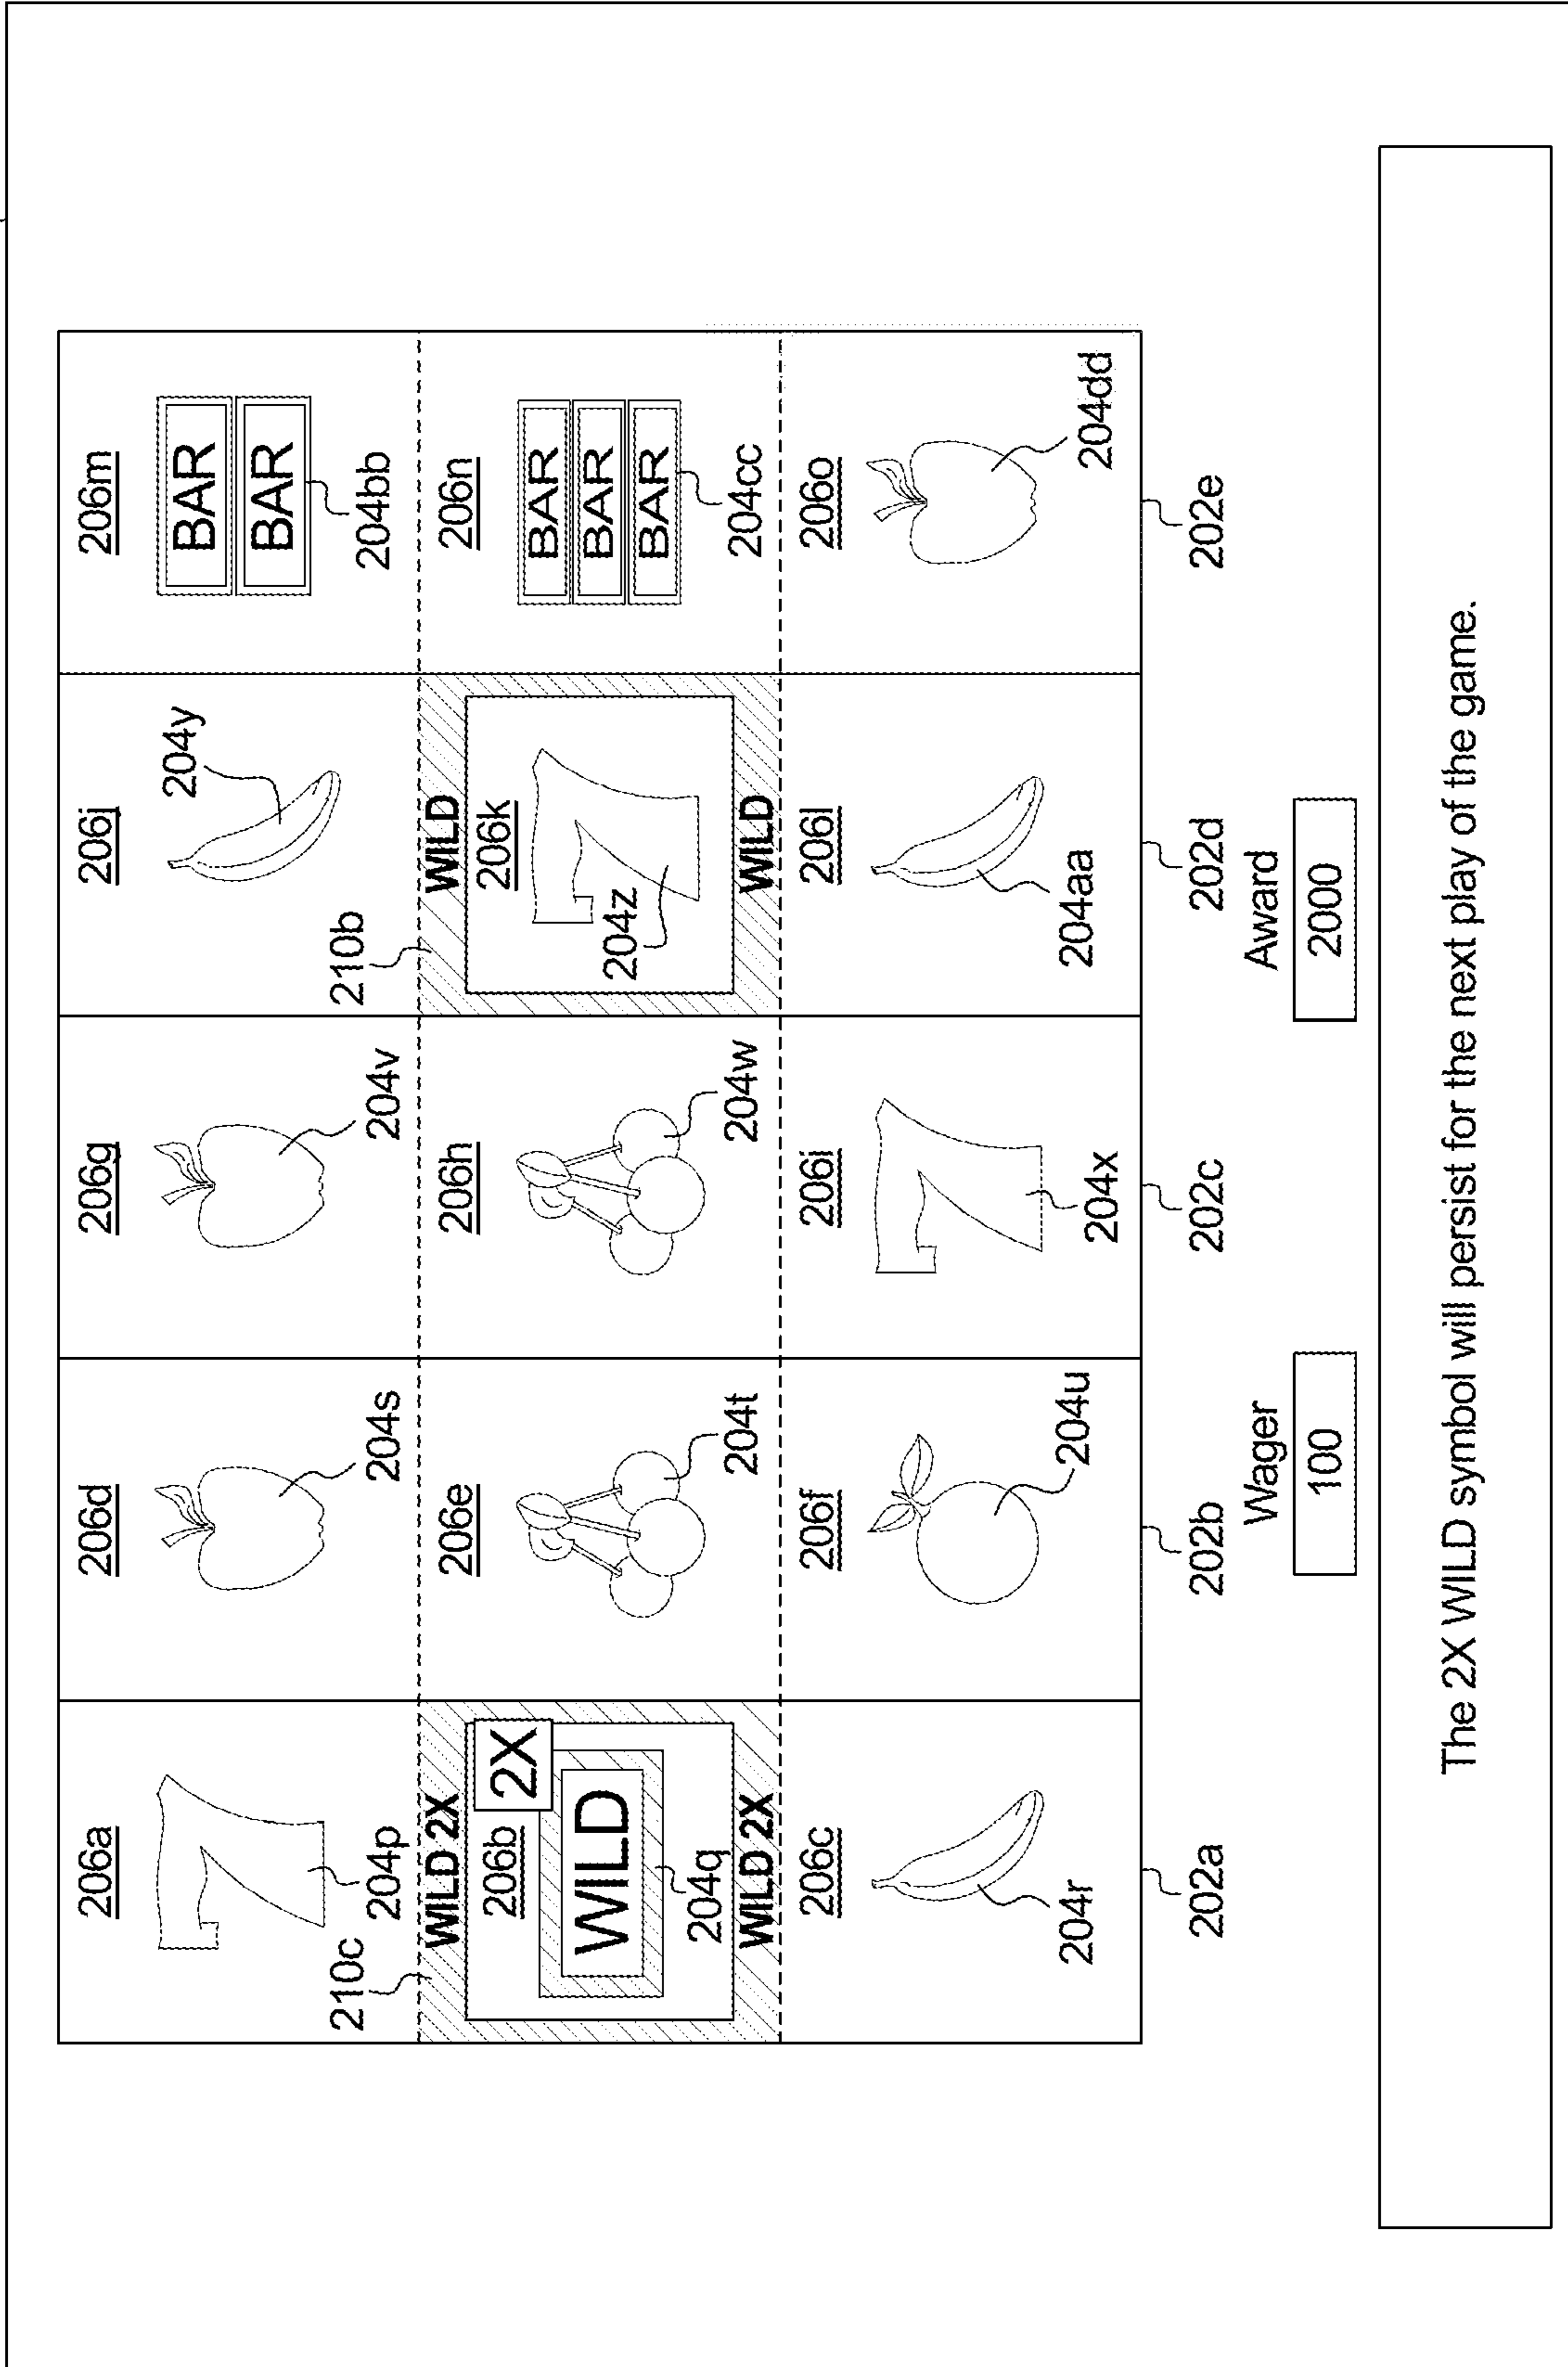 206a
204p
206d
204s
206g
204v
206j
204y
206m
BAR
BAR
204bb
210c
WILD 2X
206b
2X
WILD
204q
WILD 2X
206e
204t
206h
204w
210b
WILD
206k
204z
WILD
206n
BAR
BAR
BAR
204cc
206c
204r
206f
204u
206i
204x
206l
204aa
206o
204dd
202a
202b
202c
202d
202e
Wager
100
Award
2000
The 2X WILD symbol will persist for the next play of the game.